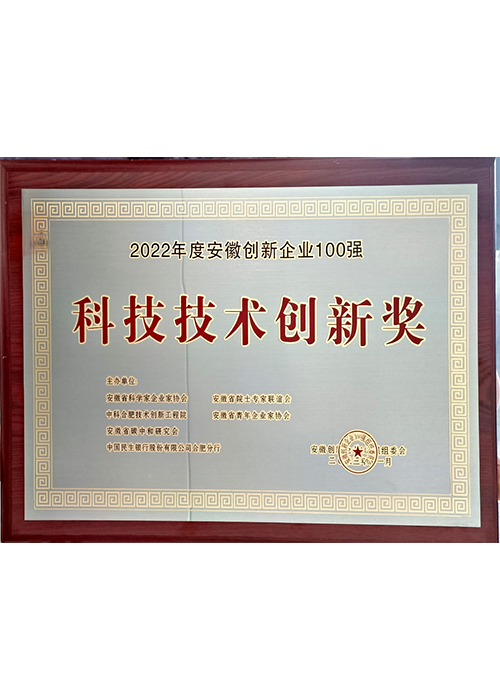 2022年度安徽创新企业100强
科技技术创新奖
主办单位:
安徽省科学家企业家协会 安徽省院士专家联谊会
中科合肥技术创新工程院 安徽省青年企业家协会
安徽省碳中和研究会
中国民生银行股份有限公司合肥分行
安徽创 组委会
月